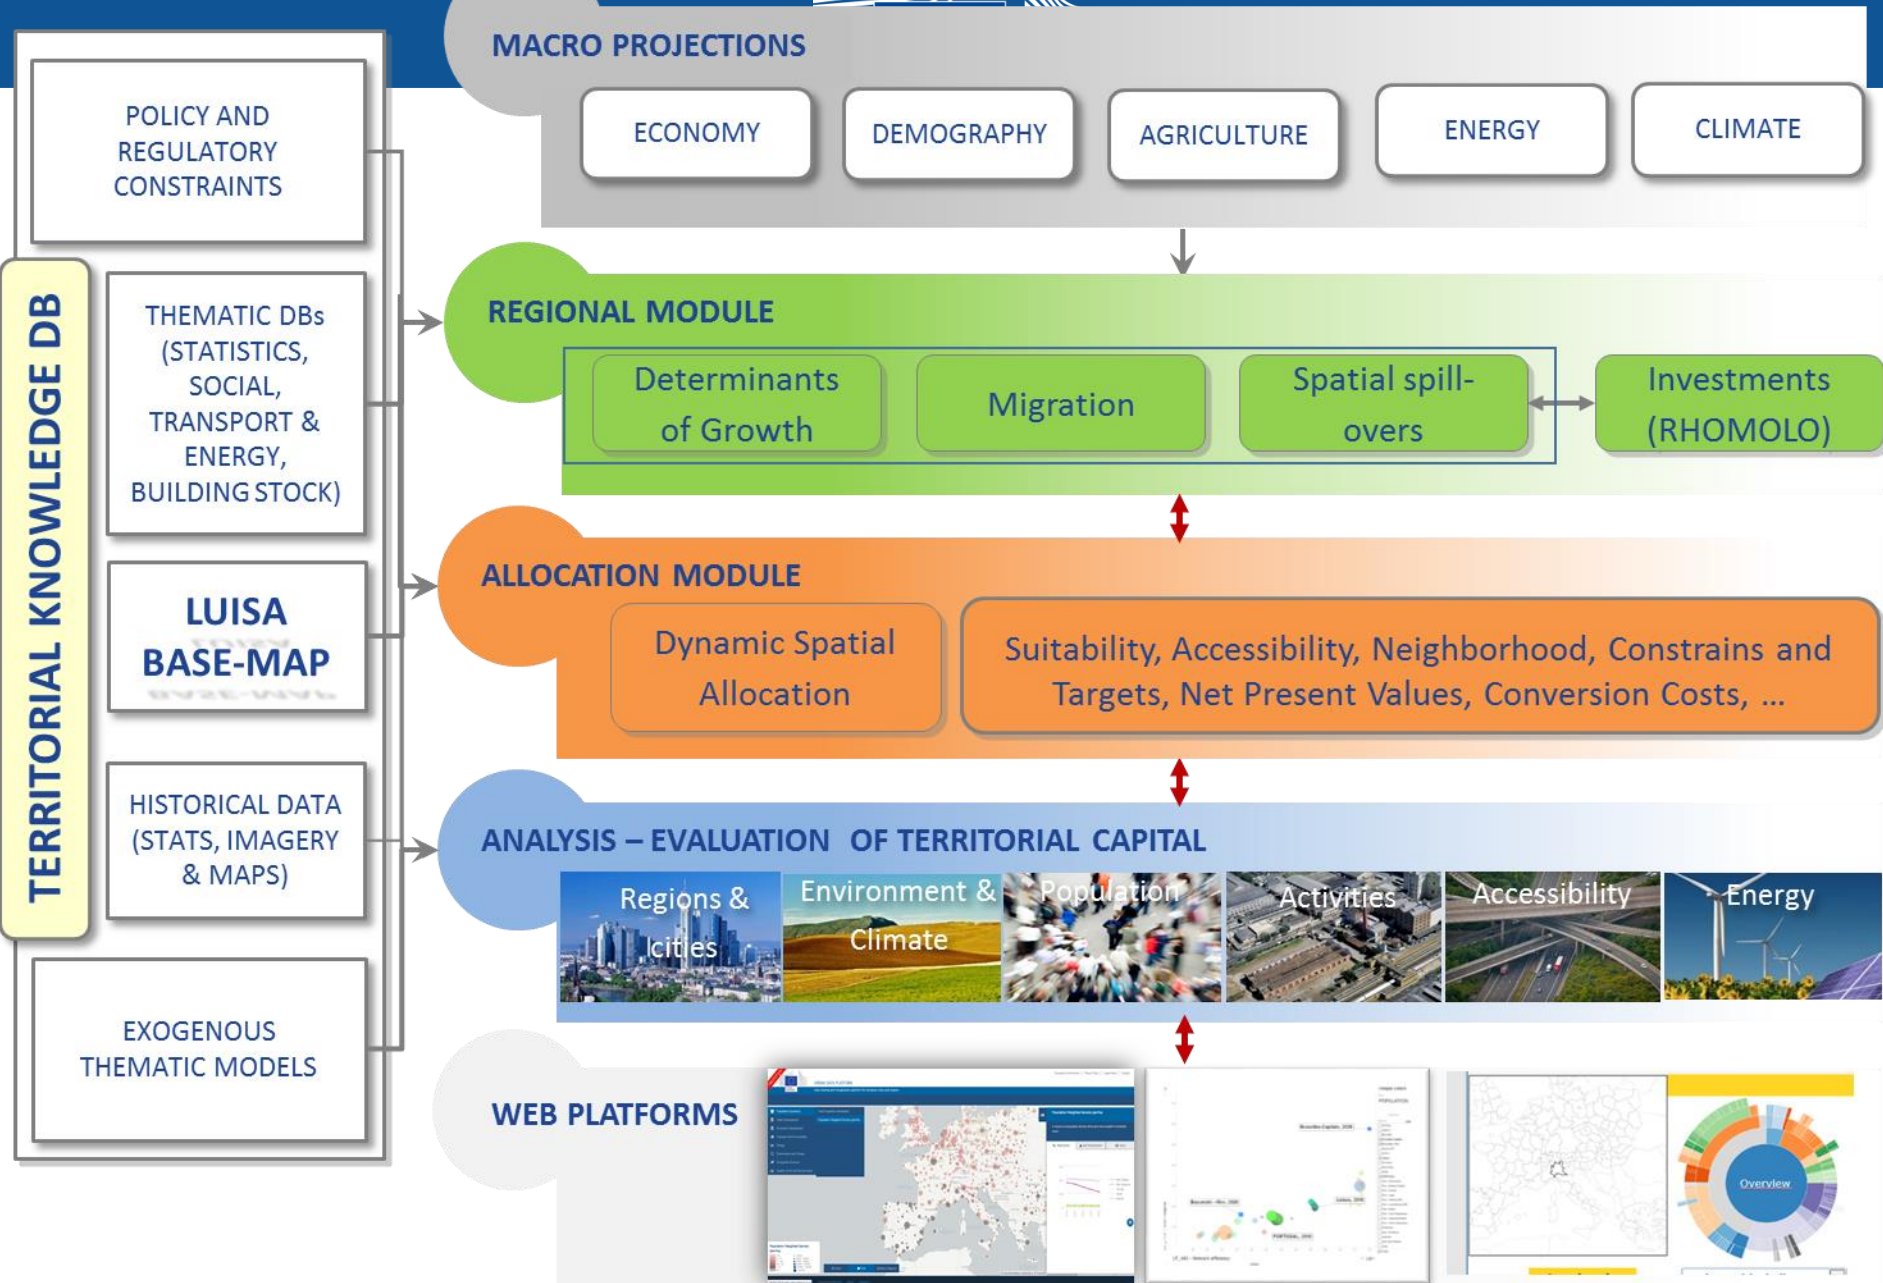 MACRO PROJECTIONS
ECONOMY
DEMOGRAPHY
AGRICULTURE
ENERGY
CLIMATE
TERRITORIAL KNOWLEDGE DB
POLICY AND
REGULATORY
CONSTRAINTS
THEMATIC DBs
(STATISTICS,
SOCIAL,
TRANSPORT &
ENERGY,
BUILDING STOCK)
LUISA
BASE-MAP
HISTORICAL DATA
(STATS, IMAGERY
& MAPS)
EXOGENOUS
THEMATIC MODELS
REGIONAL MODULE
Determinants
of Growth
Migration
Spatial spill-
overs
Investments
(RHOMOLO)
ALLOCATION MODULE
Dynamic Spatial
Allocation
Suitability, Accessibility, Neighborhood, Constrains and
Targets, Net Present Values, Conversion Costs, ...
ANALYSIS – EVALUATION OF TERRITORIAL CAPITAL
Regions &
cities
Environment &
Climate
Population
Activities
Accessibility
Energy
WEB PLATFORMS
POPULATION
PORTUGAL, 2030
Overview